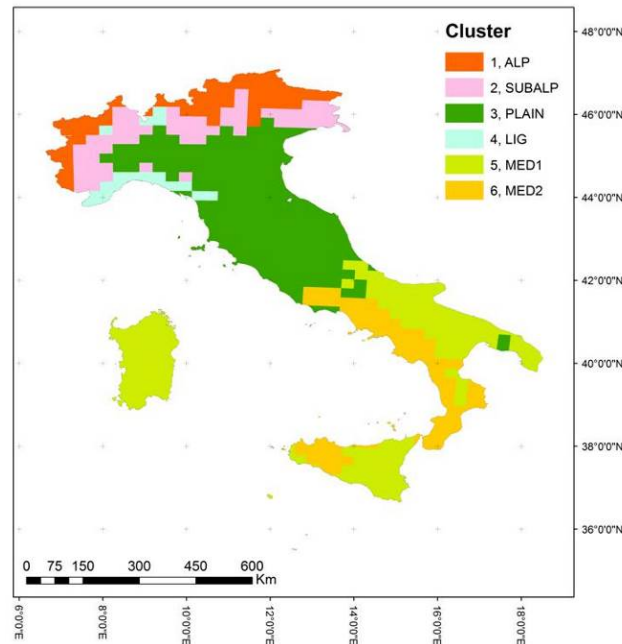 Cluster
1, ALP
2, SUBALP
3, PLAIN
4, LIG
5, MED1
6, MED2
48°0'0"N
46°0'0"N
44°0'0"N
42°0'0"N
40°0'0"N
38°0'0"N
36°0'0"N
0 75 150 300 450 600
Km
6°0'0"E
8°0'0"E
10°0'0"E
12°0'0"E
14°0'0"E
16°0'0"E
18°0'0"E